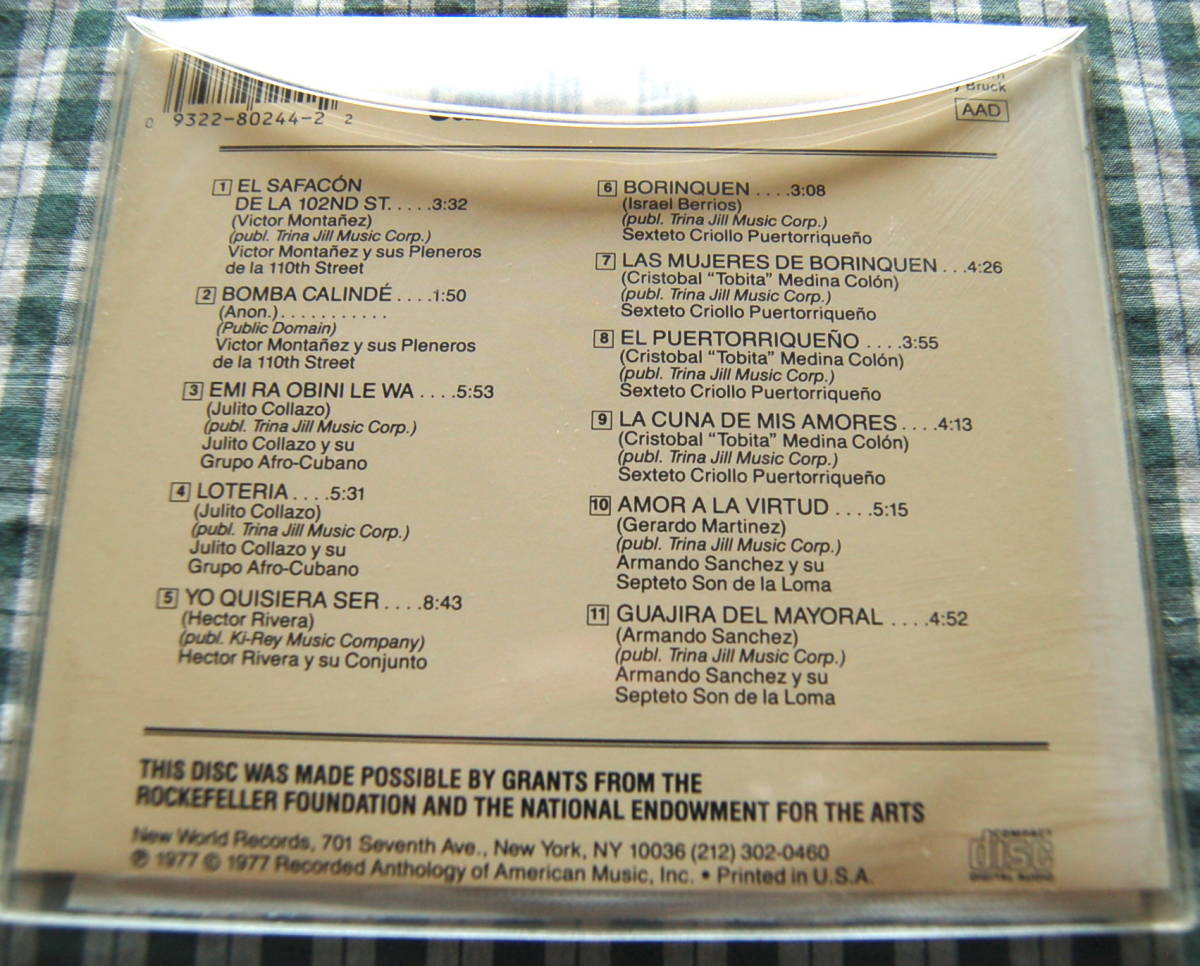 0 9322-80244-2 2
Bruck
AAD
1 EL SAFACÓN
DE LA 102ND ST.....3:32
(Victor Montañez)
(publ. Trina Jill Music Corp.)
Victor Montañez y sus Pleneros
de la 110th Street
2 BOMBA CALINDÉ....1:50
(Anon.)...........
(Public Domain)
Victor Montañez y sus Pleneros
de la 110th Street
3 EMI RA OBINI LE WA....5:53
(Julito Collazo)
(publ. Trina Jill Music Corp.)
Julito Collazo y su
Grupo Afro-Cubano
4 LOTERIA....5:31
(Julito Collazo)
(publ. Trina Jill Music Corp.)
Julito Collazo y su
Grupo Afro-Cubano
5 YO QUISIERA SER....8:43
(Hector Rivera)
(publ. Ki-Rey Music Company)
Hector Rivera y su Conjunto
6 BORINQUEN....3:08
(Israel Berrios)
(publ. Trina Jill Music Corp.)
Sexteto Criollo Puertorriqueño
7 LAS MUJERES DE BORINQUEN...4:26
(Cristobal "Tobita" Medina Colón)
(publ. Trina Jill Music Corp.)
Sexteto Criollo Puertorriqueño
8 EL PUERTORRIQUEÑO....3:55
(Cristobal "Tobita" Medina Colón)
(publ. Trina Jill Music Corp.)
Sexteto Criollo Puertorriqueño
9 LA CUNA DE MIS AMORES....4:13
(Cristobal "Tobita" Medina Colón)
(publ. Trina Jill Music Corp.)
Sexteto Criollo Puertorriqueño
10 AMOR A LA VIRTUD....5:15
(Gerardo Martinez)
(publ. Trina Jill Music Corp.)
Armando Sanchez y su
Septeto Son de la Loma
11 GUAJIRA DEL MAYORAL....4:52
(Armando Sanchez)
(publ. Trina Jill Music Corp.)
Armando Sanchez y su
Septeto Son de la Loma
THIS DISC WAS MADE POSSIBLE BY GRANTS FROM THE
ROCKEFELLER FOUNDATION AND THE NATIONAL ENDOWMENT FOR THE ARTS
New World Records, 701 Seventh Ave., New York, NY 10036 (212) 302-0460
℗ 1977 © 1977 Recorded Anthology of American Music, Inc. • Printed in U.S.A.
COMPACT
disc
DIGITAL AUDIO